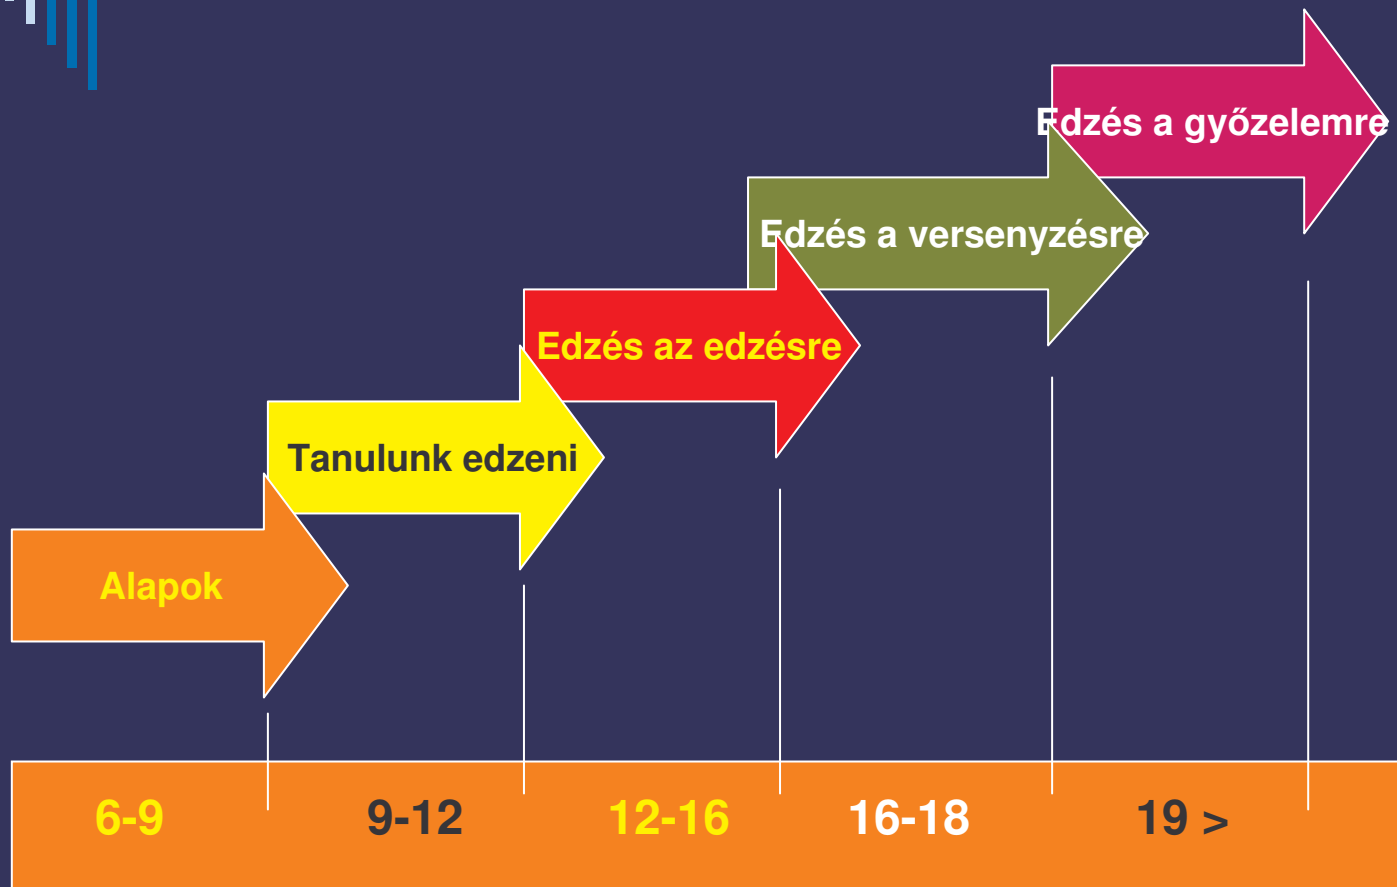 Edzés a győzelemre
Edzés a versenyzésre
Edzés az edzésre
Tanulunk edzeni
Alapok
6-9
9-12
12-16
16-18
19 >